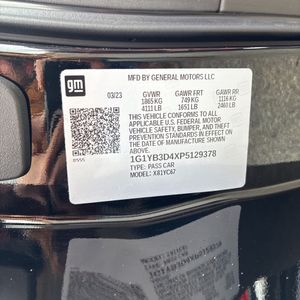 gm
MFD BY GENERAL MOTORS LLC
03/23 GVWR GAWR FRT GAWR RR
1865 KG 749 KG 1116 KG
4111 LB 1651 LB 2460 LB
THIS VEHICLE CONFORMS TO ALL
APPLICABLE U.S. FEDERAL MOTOR
VEHICLE SAFETY, BUMPER, AND THEFT
PREVENTION STANDARDS IN EFFECT ON
THE DATE OF MANUFACTURE SHOWN ABOVE.
1G1YB3D4XP5129378
TYPE: PASS CAR
MODEL: X81YC67